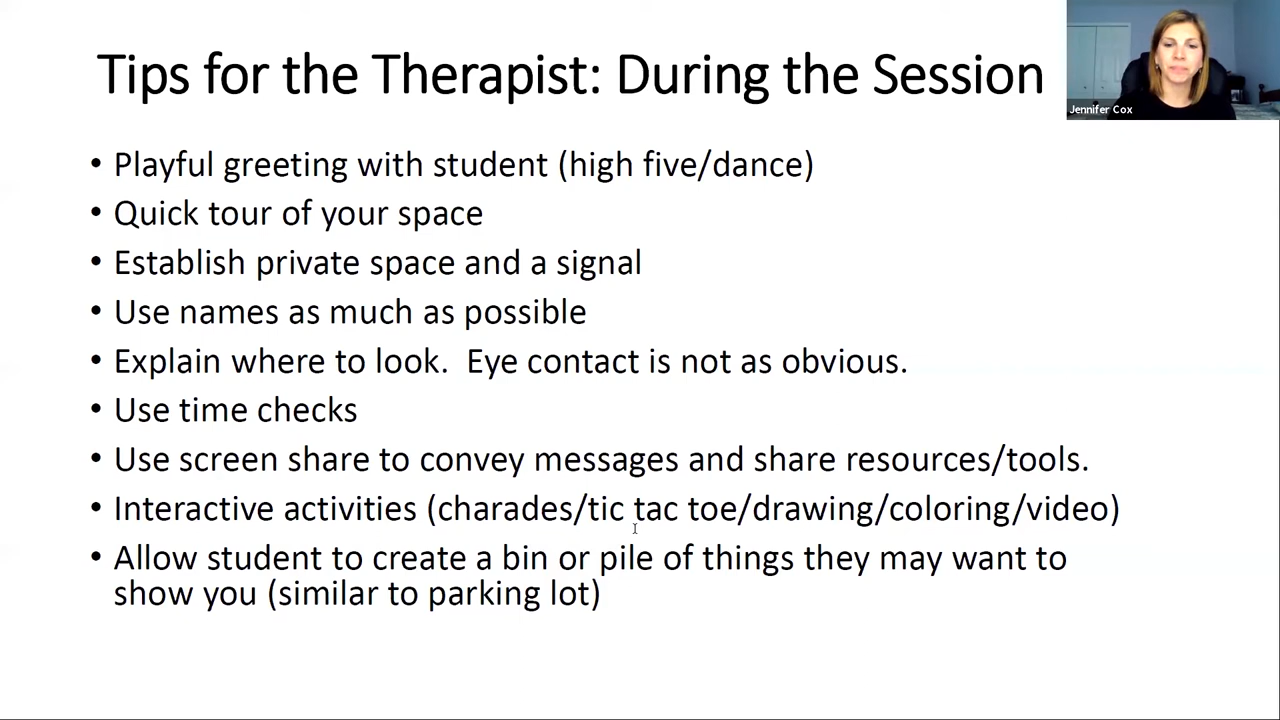 Tips for the Therapist: During the Session
Jennifer Cox
• Playful greeting with student (high five/dance)
• Quick tour of your space
• Establish private space and a signal
• Use names as much as possible
• Explain where to look.  Eye contact is not as obvious.
• Use time checks
• Use screen share to convey messages and share resources/tools.
• Interactive activities (charades/tic tac toe/drawing/coloring/video)
• Allow student to create a bin or pile of things they may want to
show you (similar to parking lot)